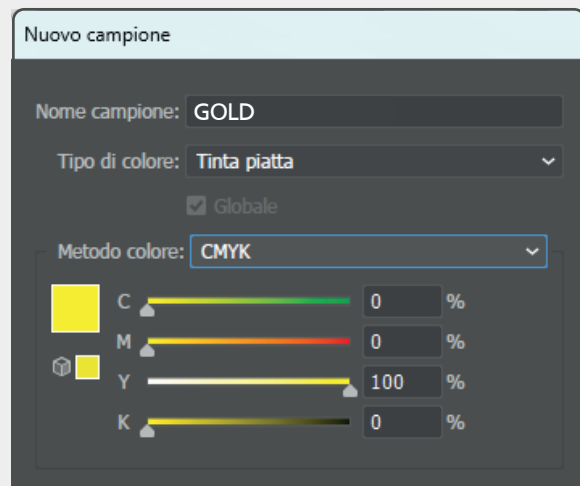 Nuovo campione
Nome campione: GOLD
Tipo di colore: Tinta piatta
Globale
Metodo colore: CMYK
C 0 %
M 0 %
Y 100 %
K 0 %